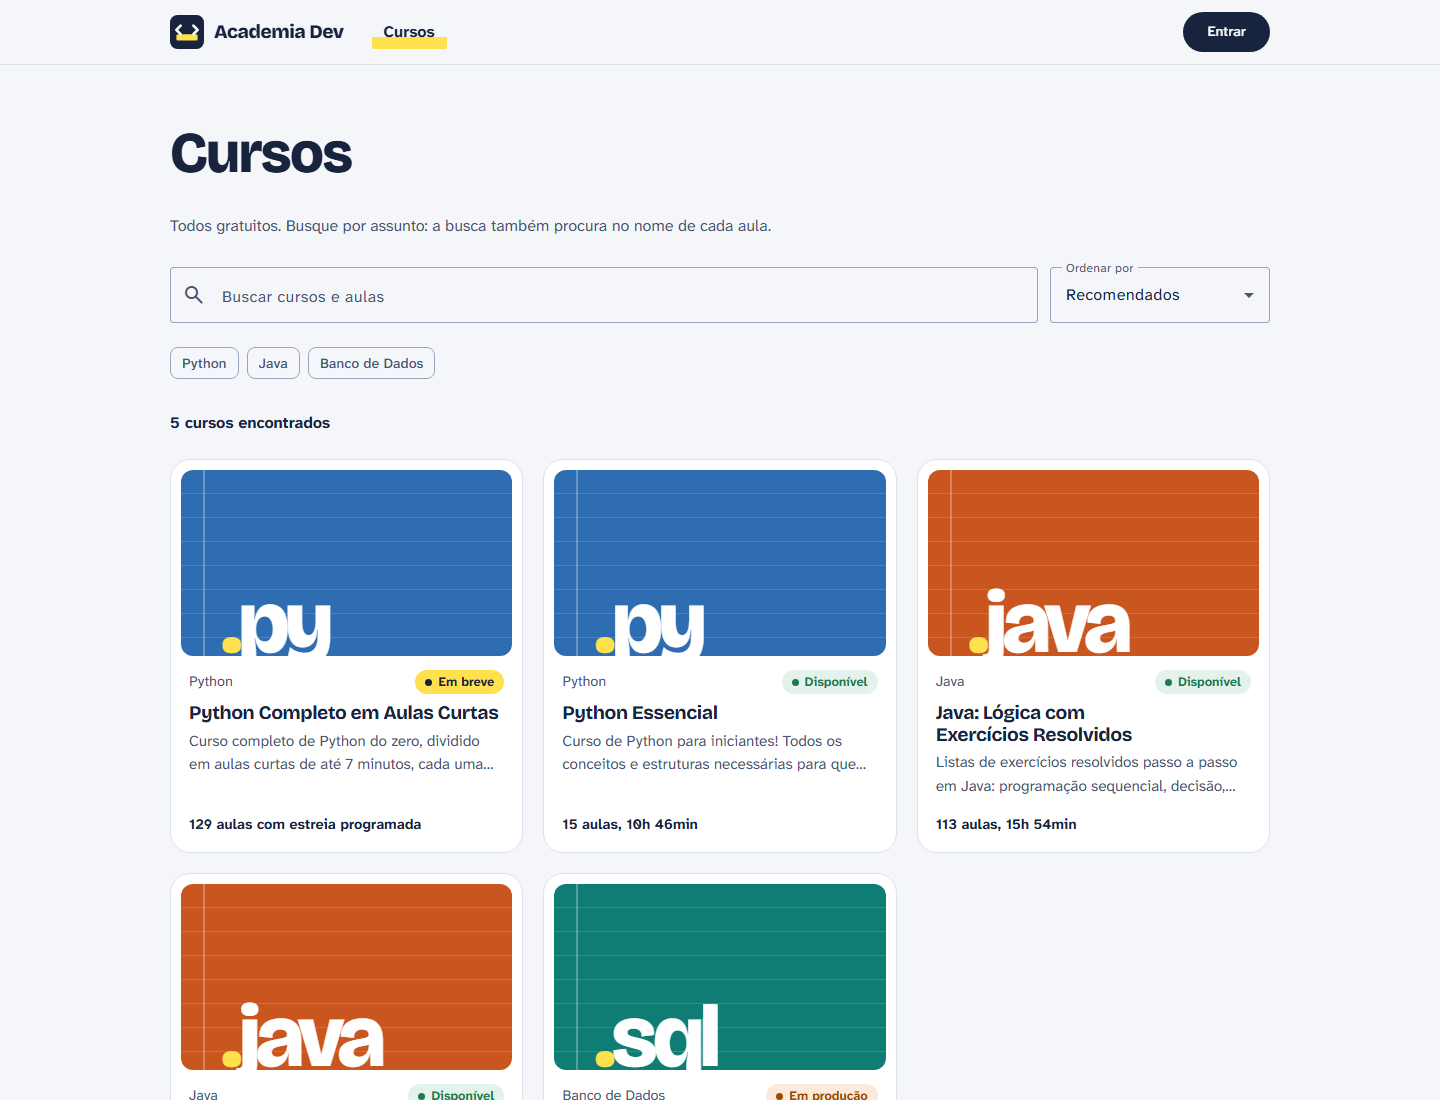 Academia Dev
Cursos
Entrar
Cursos
Todos gratuitos. Busque por assunto: a busca também procura no nome de cada aula.
Buscar cursos e aulas
Ordenar por
Recomendados
Python
Java
Banco de Dados
5 cursos encontrados
.py
Python
Em breve
Python Completo em Aulas Curtas
Curso completo de Python do zero, dividido
em aulas curtas de até 7 minutos, cada uma...
129 aulas com estreia programada
.py
Python
Disponível
Python Essencial
Curso de Python para iniciantes! Todos os
conceitos e estruturas necessárias para que...
15 aulas, 10h 46min
.java
Java
Disponível
Java: Lógica com
Exercícios Resolvidos
Listas de exercícios resolvidos passo a passo
em Java: programação sequencial, decisão,...
113 aulas, 15h 54min
.java
Java
Disponível
.sql
Banco de Dados
Em produção